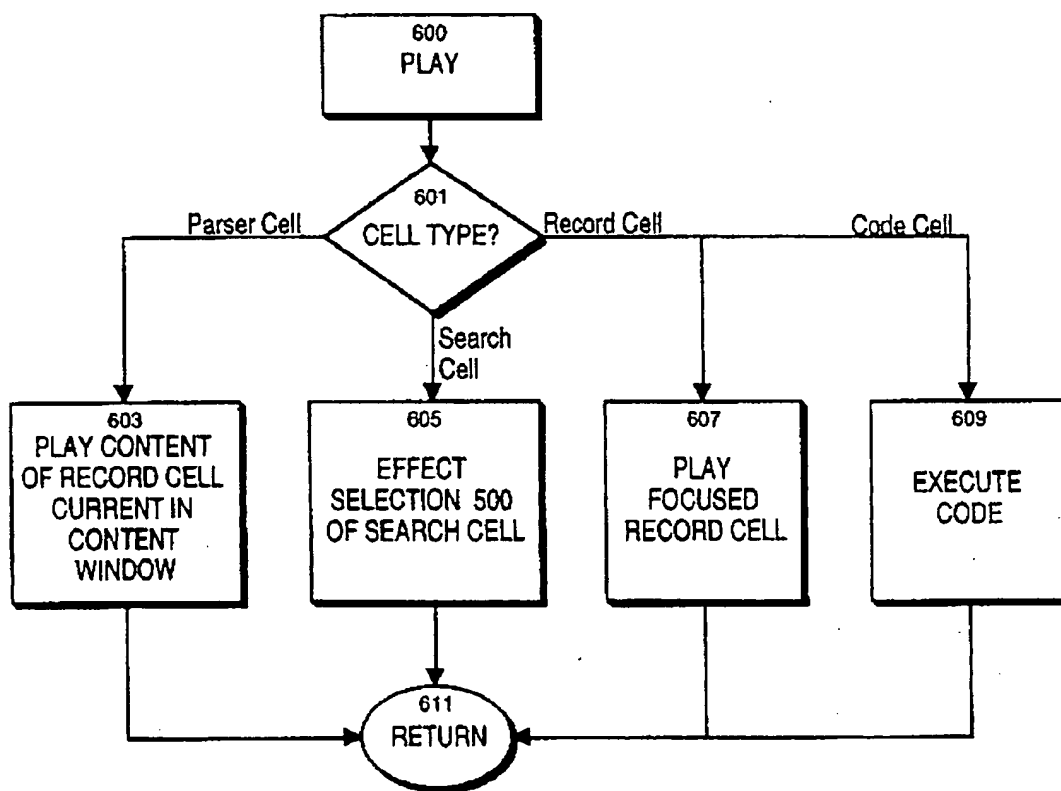 600
PLAY
601
CELL TYPE?
Parser Cell
Record Cell
Code Cell
Search
Cell
603
PLAY CONTENT
OF RECORD CELL
CURRENT IN
CONTENT
WINDOW
605
EFFECT
SELECTION 500
OF SEARCH CELL
607
PLAY
FOCUSED
RECORD CELL
609
EXECUTE
CODE
611
RETURN